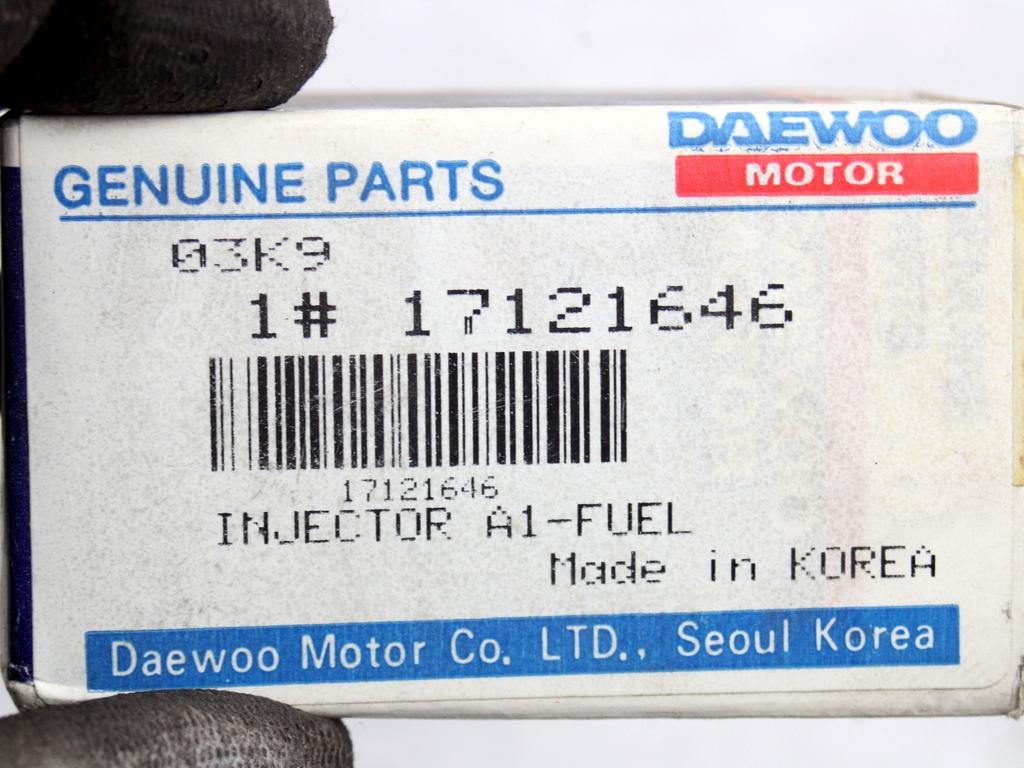 DAEWOO
MOTOR
GENUINE PARTS
03K9
1# 17121646
17121646
INJECTOR A1-FUEL
Made in KOREA
Daewoo Motor Co. LTD., Seoul Korea